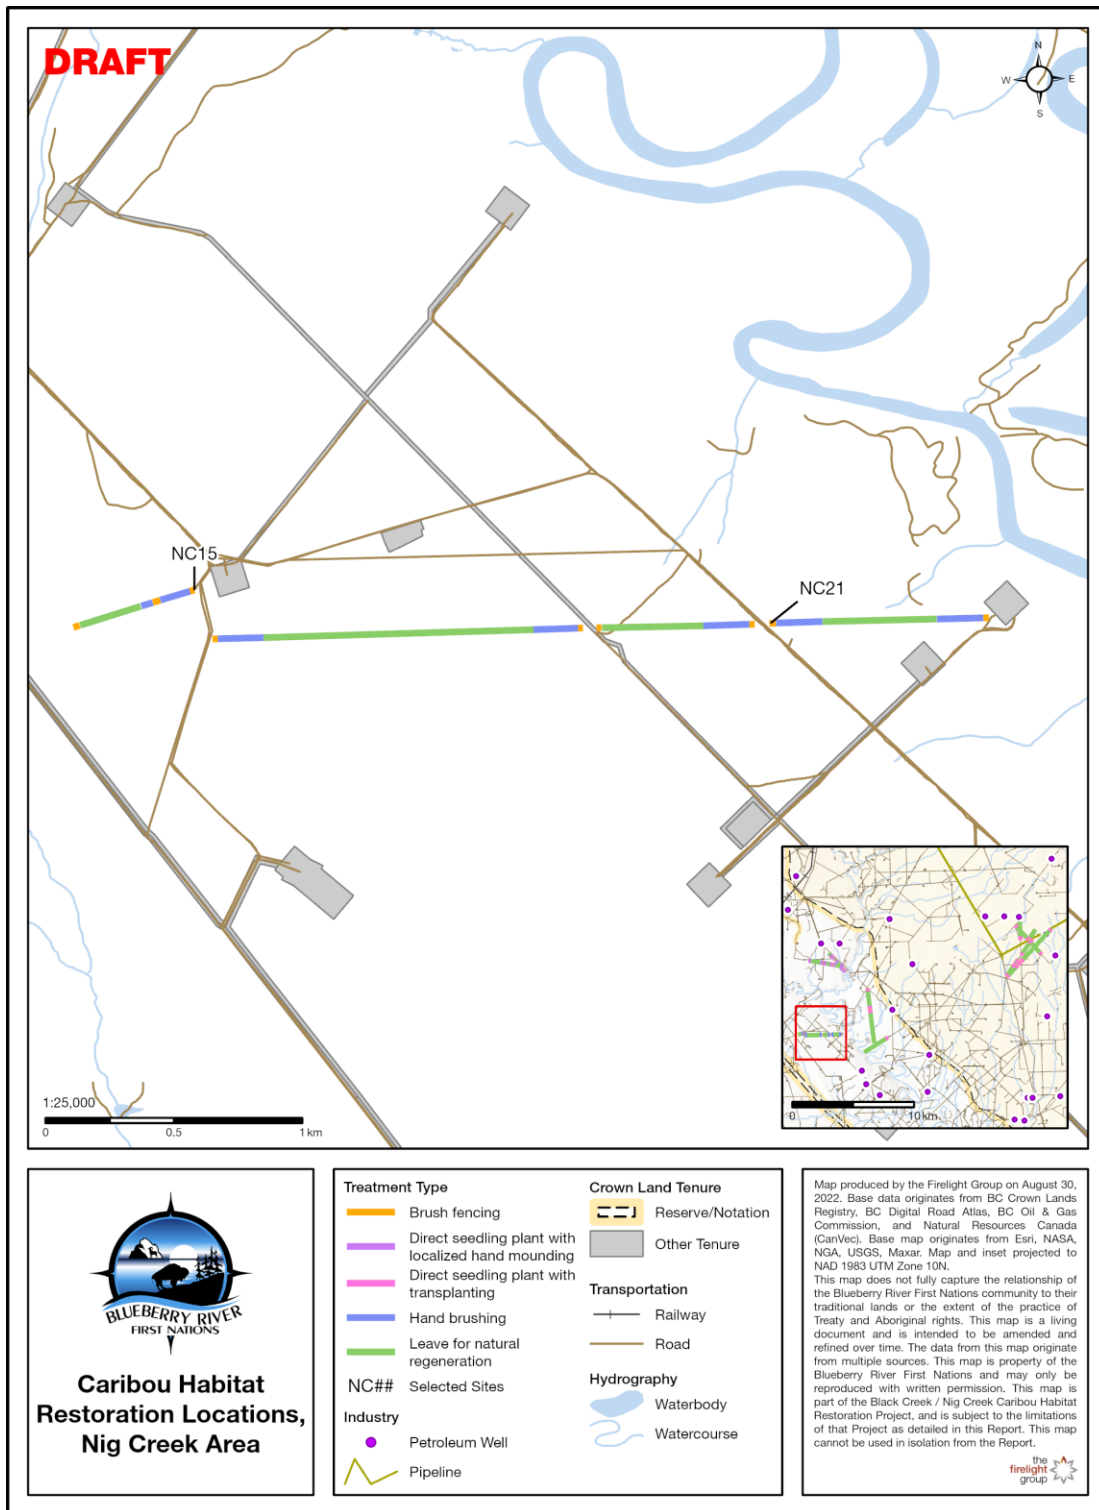 DRAFT
N
W
E
S
NC15
NC21
1:25,000
0
0.5
1 km
0
10 km
BLUEBERRY RIVER
FIRST NATIONS
Caribou Habitat
Restoration Locations,
Nig Creek Area
Treatment Type
Brush fencing
Direct seedling plant with
localized hand mounding
Direct seedling plant with
transplanting
Hand brushing
Leave for natural
regeneration
NC## Selected Sites
Industry
Petroleum Well
Pipeline
Crown Land Tenure
Reserve/Notation
Other Tenure
Transportation
Railway
Road
Hydrography
Waterbody
Watercourse
Map produced by the Firelight Group on August 30,
2022. Base data originates from BC Crown Lands
Registry, BC Digital Road Atlas, BC Oil & Gas
Commission, and Natural Resources Canada
(CanVec). Base map originates from Esri, NASA,
NGA, USGS, Maxar. Map and inset projected to
NAD 1983 UTM Zone 10N.
This map does not fully capture the relationship of
the Blueberry River First Nations community to their
traditional lands or the extent of the practice of
Treaty and Aboriginal rights. This map is a living
document and is intended to be amended and
refined over time. The data from this map originate
from multiple sources. This map is property of the
Blueberry River First Nations and may only be
reproduced with written permission. This map is
part of the Black Creek / Nig Creek Caribou Habitat
Restoration Project, and is subject to the limitations
of that Project as detailed in this Report. This map
cannot be used in isolation from the Report.
the
firelight
group